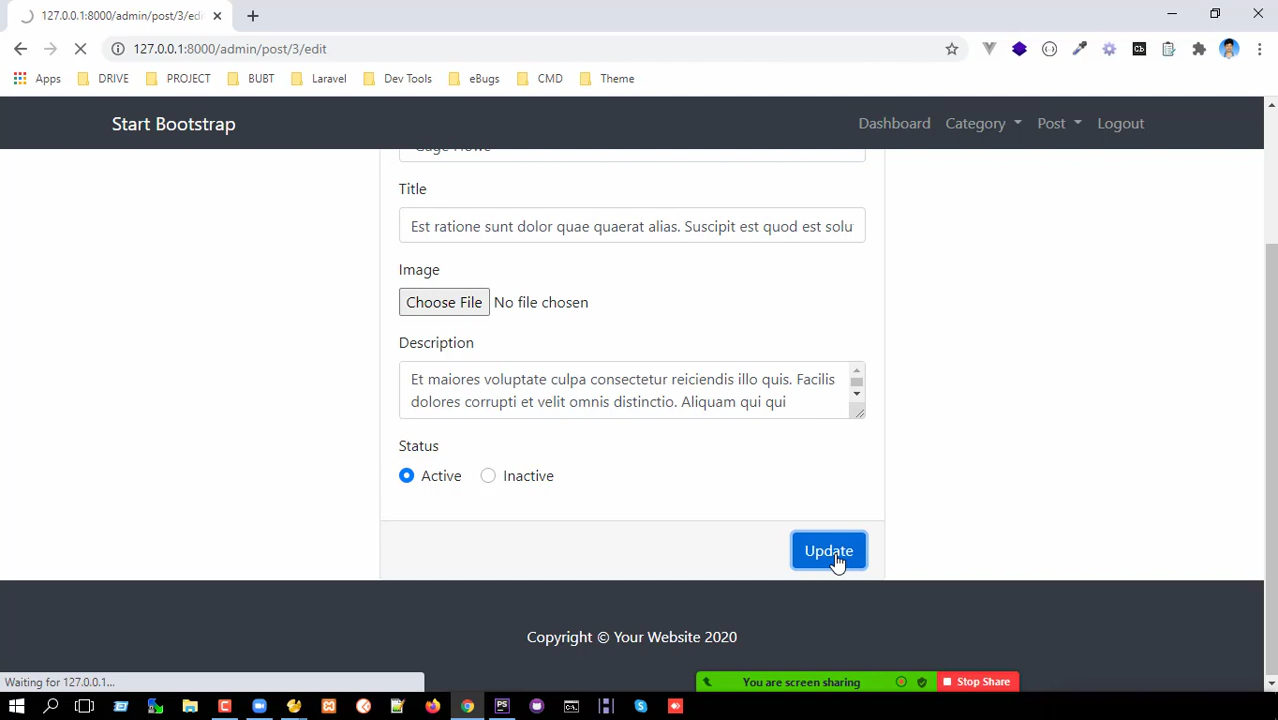 127.0.0.1:8000/admin/post/3/edi
127.0.0.1:8000/admin/post/3/edit
Apps DRIVE PROJECT BUBT Laravel Dev Tools eBugs CMD Theme
Start Bootstrap Dashboard Category Post Logout
Title
Est ratione sunt dolor quae quaerat alias. Suscipit est quod est solu
Image
Choose File No file chosen
Description
Et maiores voluptate culpa consectetur reiciendis illo quis. Facilis
dolores corrupti et velit omnis distinctio. Aliquam qui qui
Status
Active Inactive
Update
Copyright © Your Website 2020
Waiting for 127.0.0.1...
You are screen sharing Stop Share